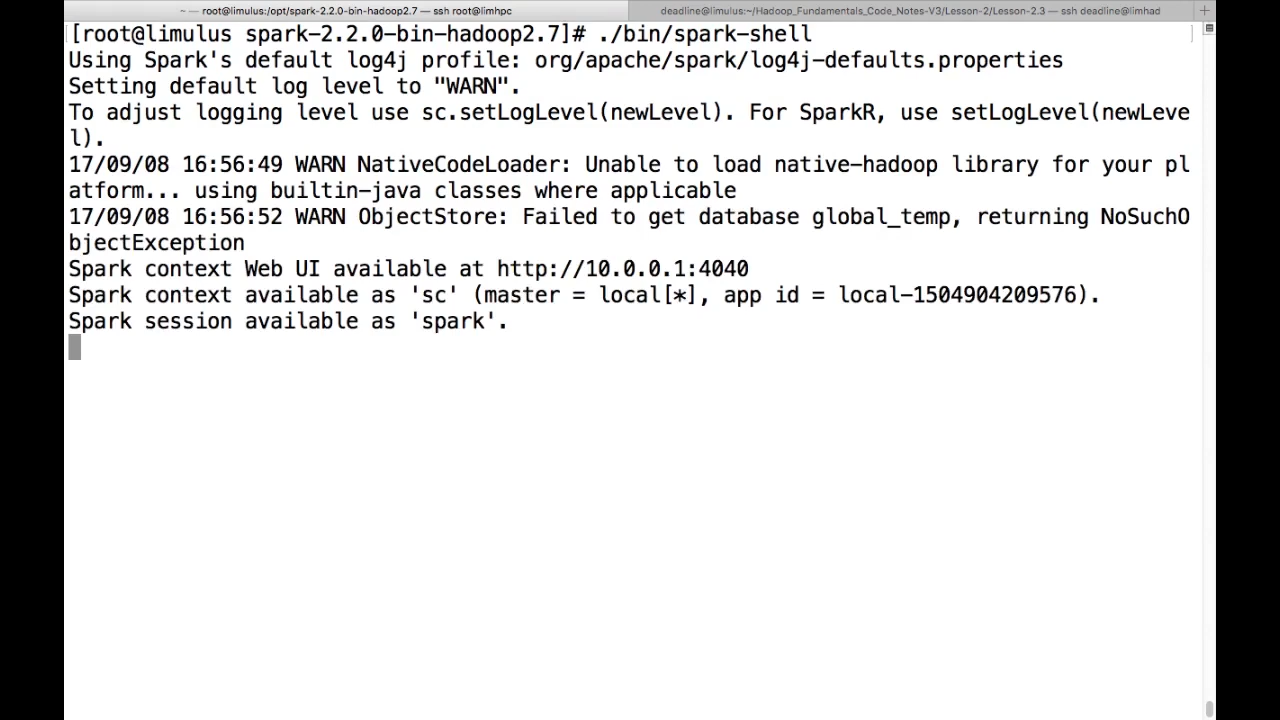 ~ — root@limulus:/opt/spark-2.2.0-bin-hadoop2.7 — ssh root@limhpc
deadline@limulus:~/Hadoop_Fundamentals_Code_Notes-V3/Lesson-2/Lesson-2.3 — ssh deadline@limhad
+
[root@limulus spark-2.2.0-bin-hadoop2.7]# ./bin/spark-shell
Using Spark's default log4j profile: org/apache/spark/log4j-defaults.properties
Setting default log level to "WARN".
To adjust logging level use sc.setLogLevel(newLevel). For SparkR, use setLogLevel(newLeve
l).
17/09/08 16:56:49 WARN NativeCodeLoader: Unable to load native-hadoop library for your pl
atform... using builtin-java classes where applicable
17/09/08 16:56:52 WARN ObjectStore: Failed to get database global_temp, returning NoSuchO
bjectException
Spark context Web UI available at http://10.0.0.1:4040
Spark context available as 'sc' (master = local[*], app id = local-1504904209576).
Spark session available as 'spark'.